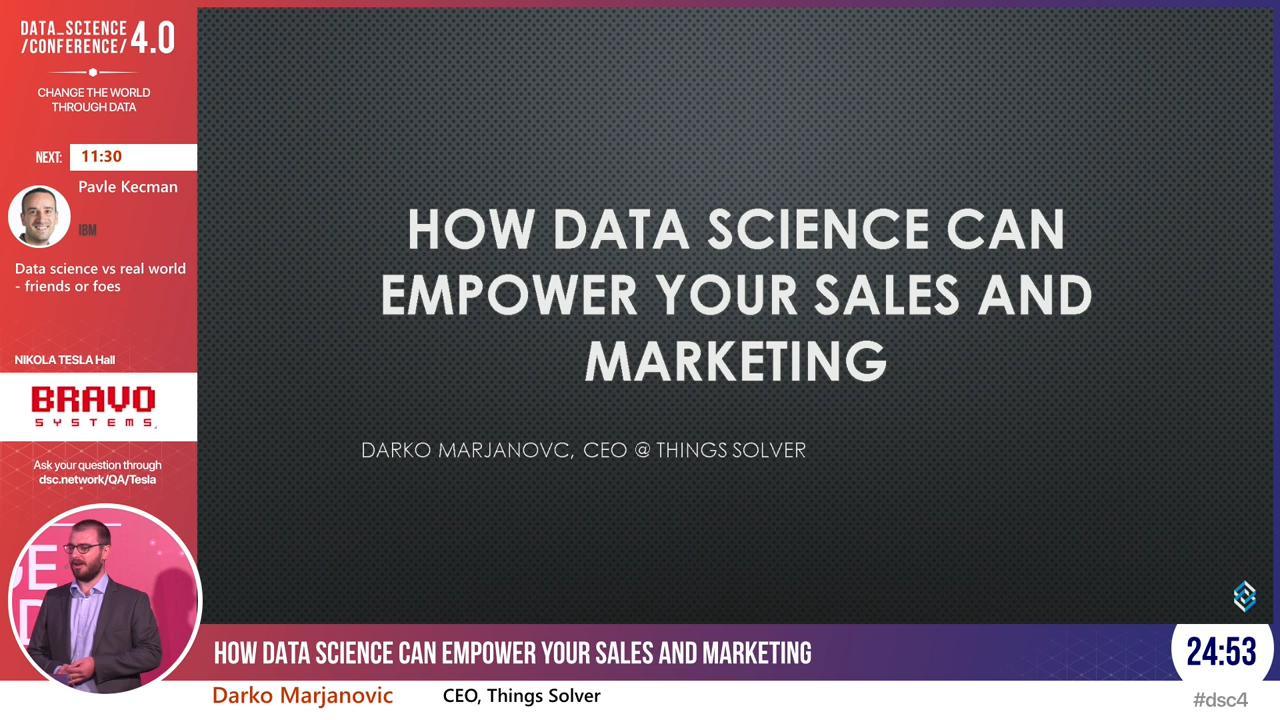 DATA_SCIENCE
/CONFERENCE/ 4.0
CHANGE THE WORLD
THROUGH DATA
NEXT: 11:30
Pavle Kecman
IBM
Data science vs real world
- friends or foes
NIKOLA TESLA Hall
BRAVO
SYSTEMS
Ask your question through
dsc.network/QA/Tesla
HOW DATA SCIENCE CAN
EMPOWER YOUR SALES AND
MARKETING
DARKO MARJANOVC, CEO @ THINGS SOLVER
HOW DATA SCIENCE CAN EMPOWER YOUR SALES AND MARKETING
24:53
Darko Marjanovic CEO, Things Solver
#dsc4